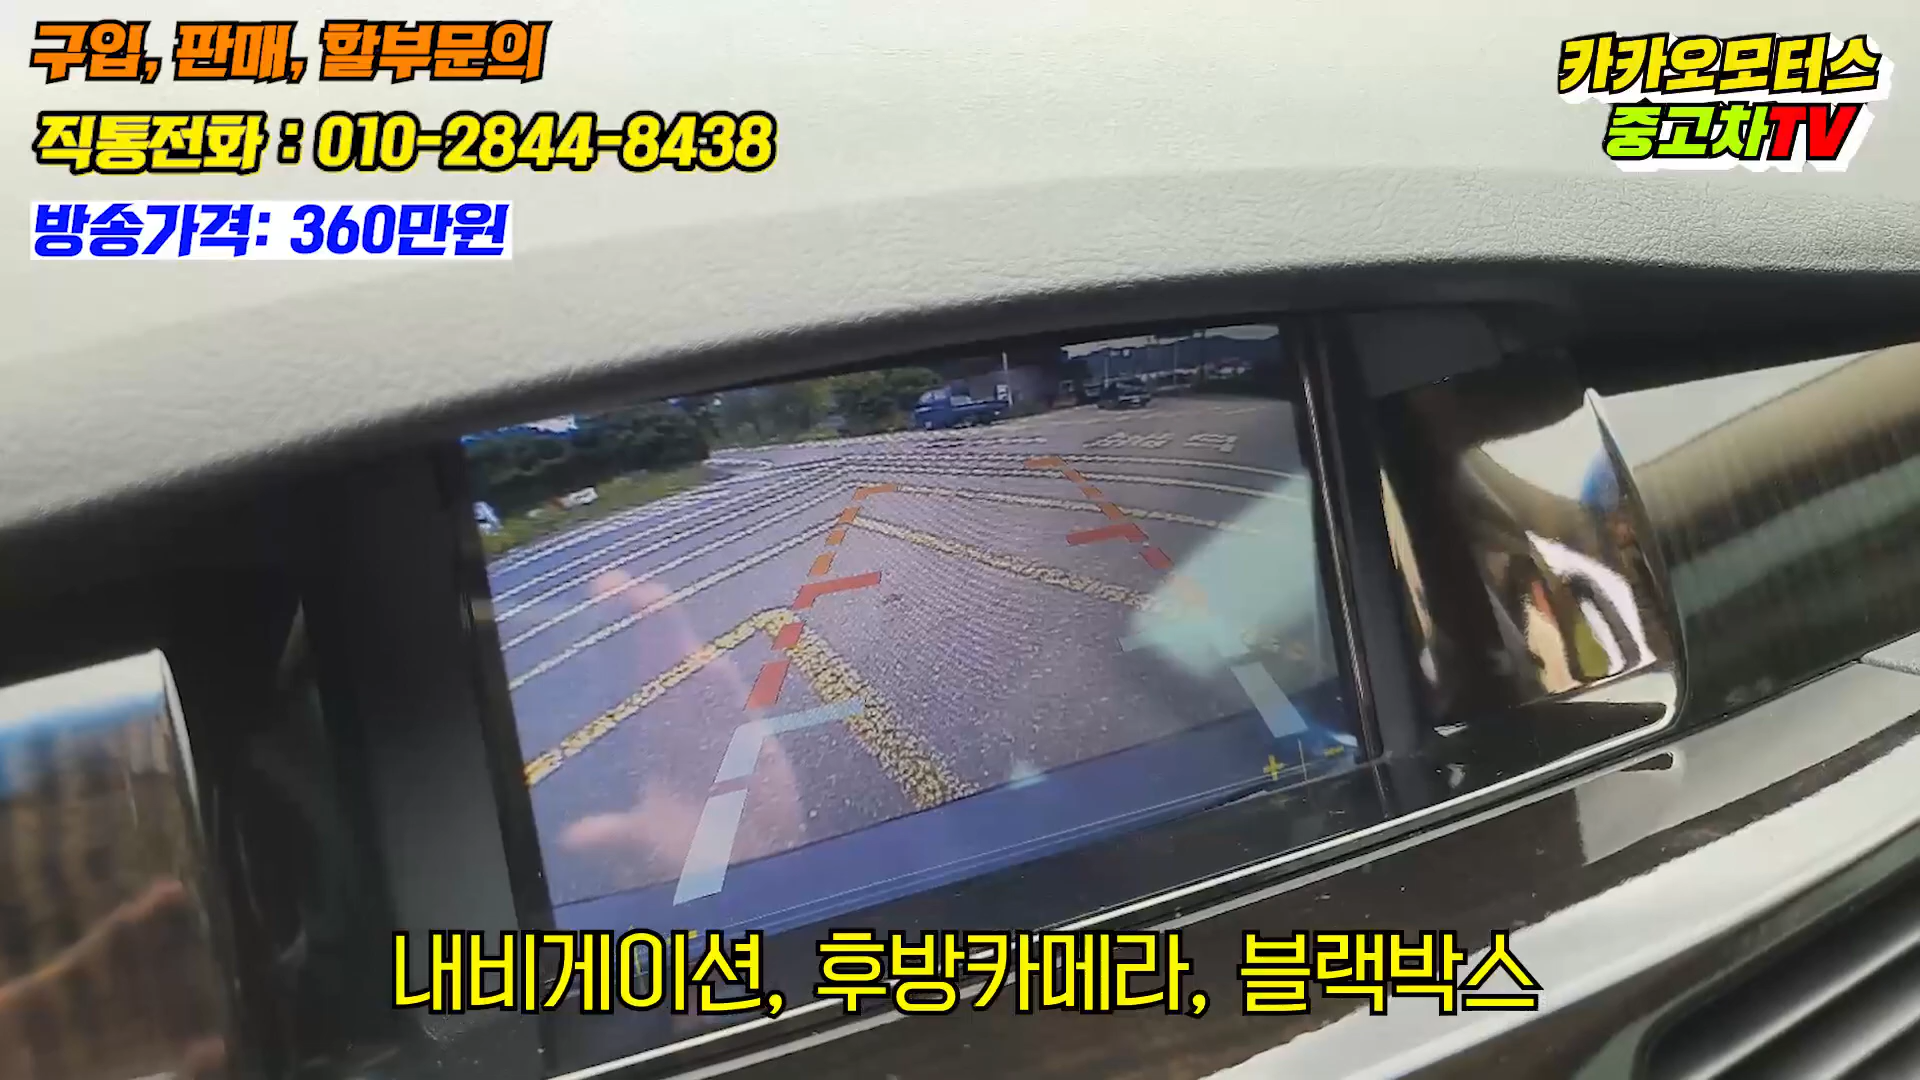 구입, 판매, 할부문의
직통전화 : 010-2844-8438
방송가격: 360만원
카카오모터스
중고차TV
내비게이션, 후방카메라, 블랙박스